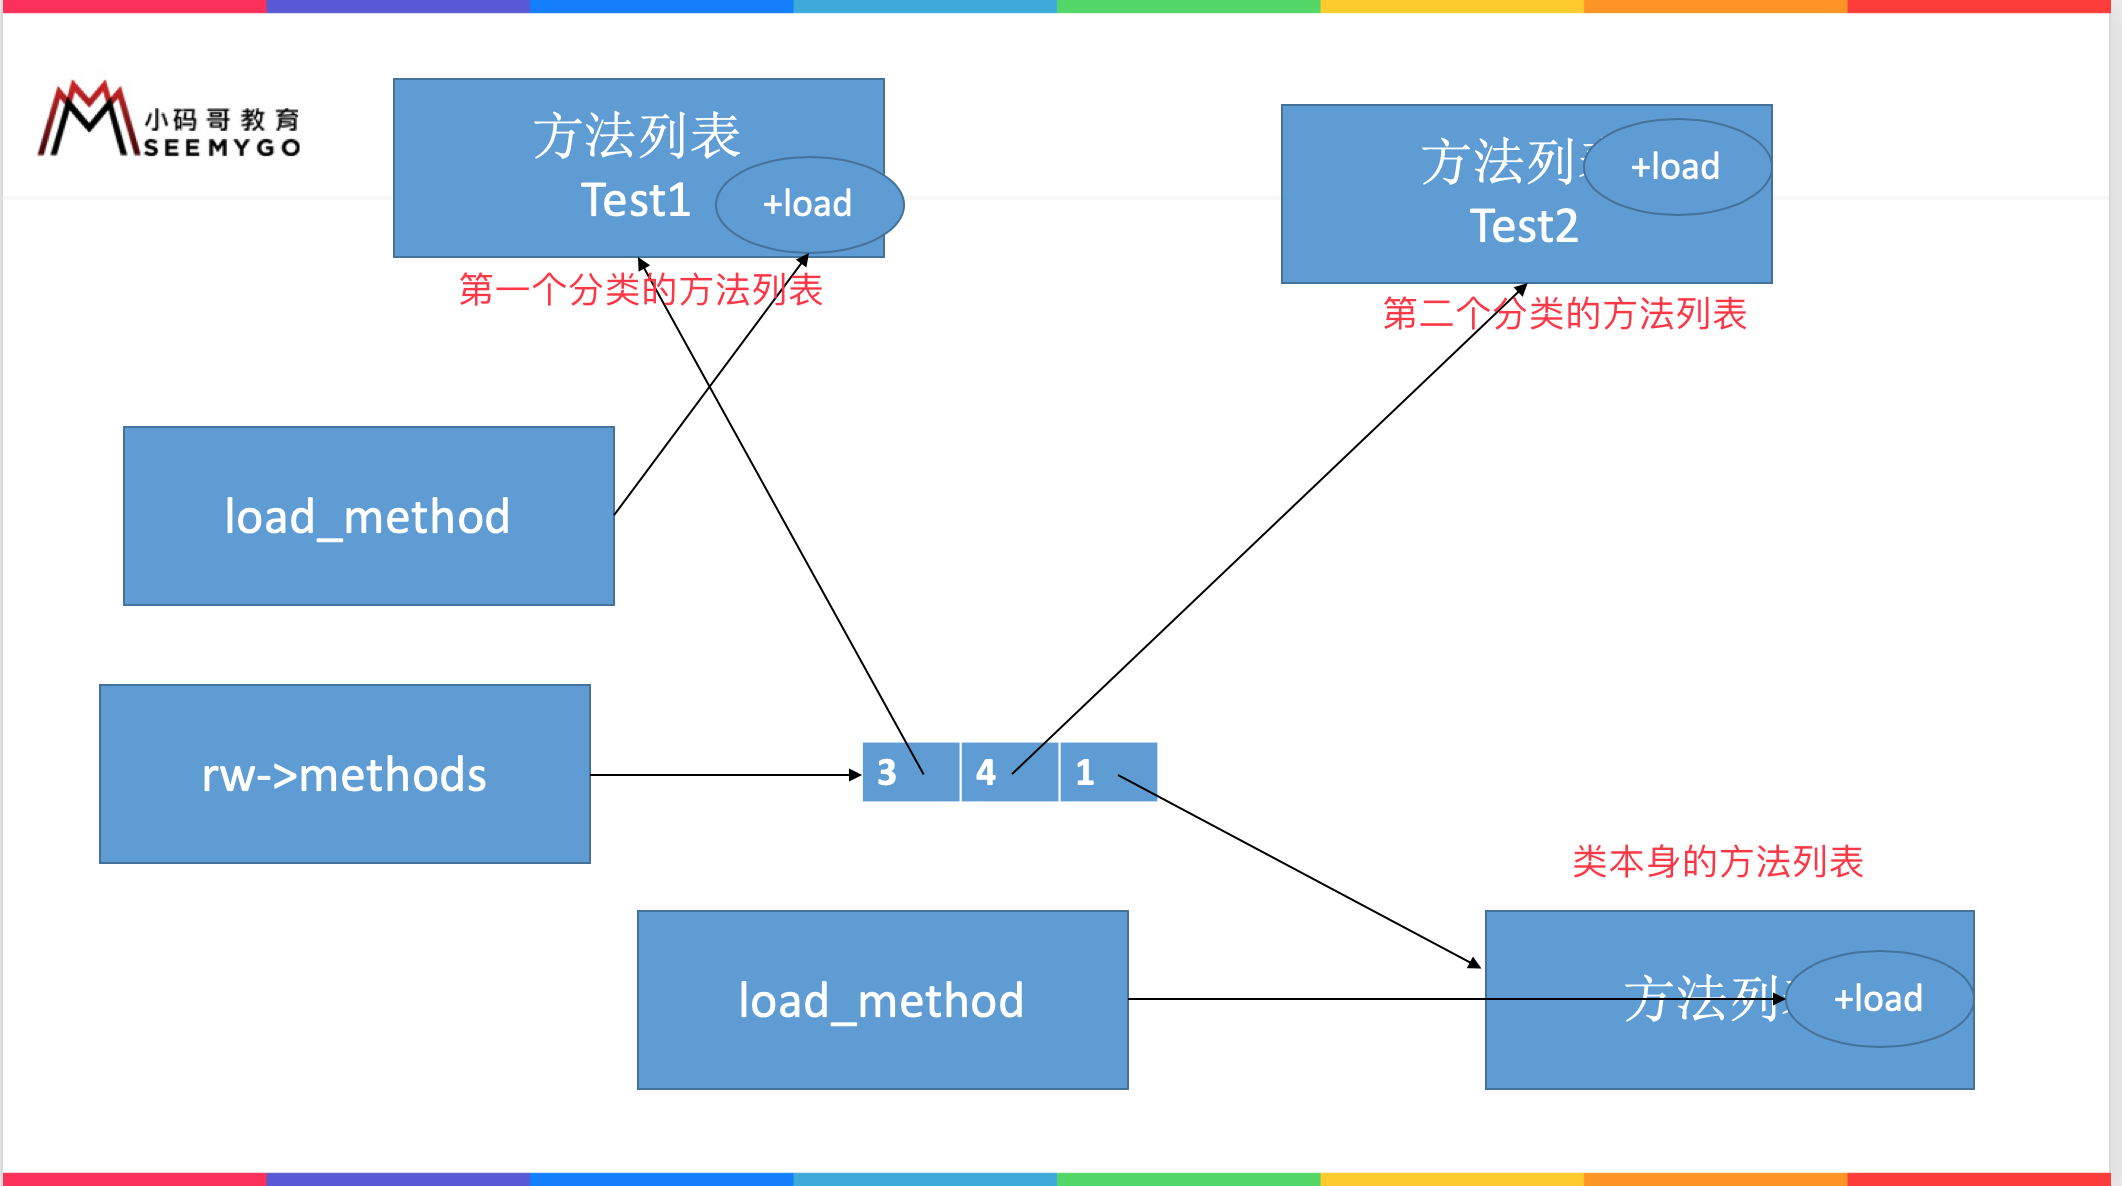 小码哥教育
SEEMYGO
方法列表
Test1
+load
第一个分类的方法列表
方法列
+load
Test2
第二个分类的方法列表
load_method
rw->methods
3 4 1
类本身的方法列表
load_method
方法列
+load